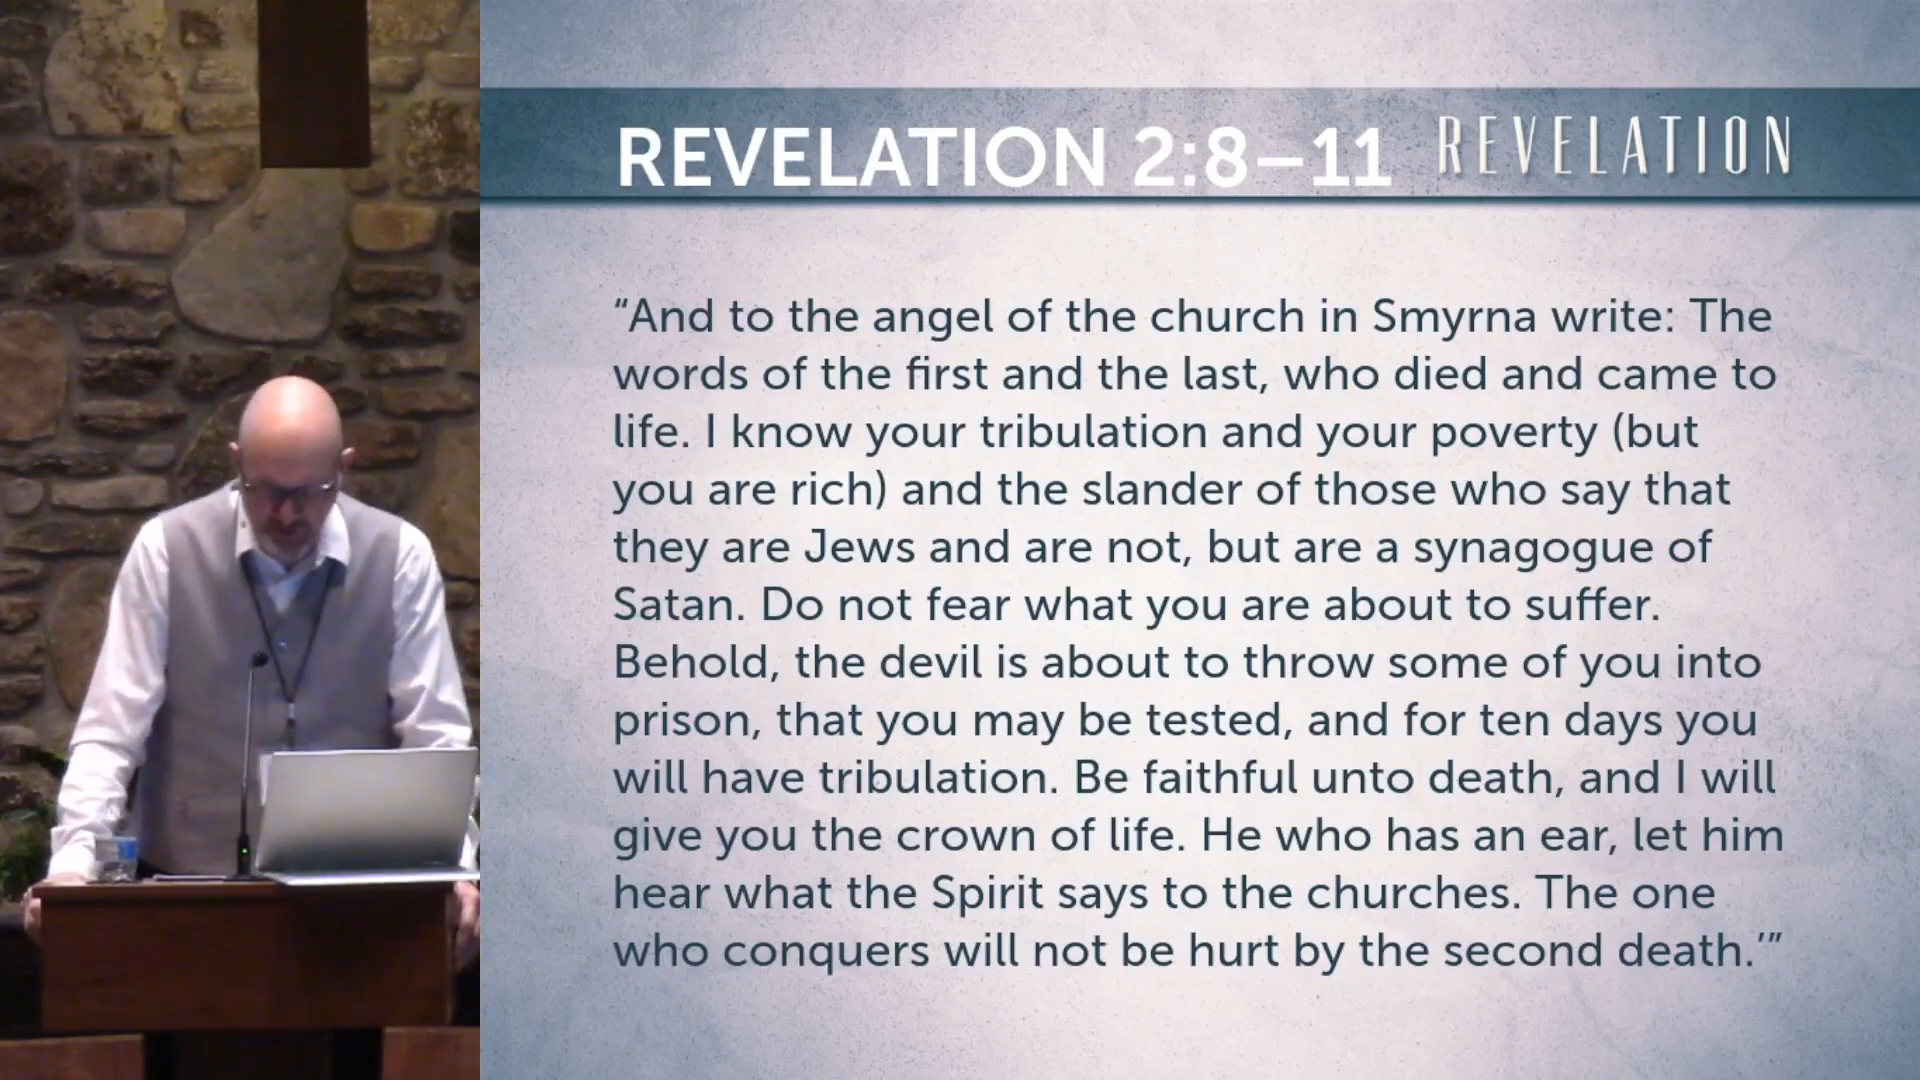 REVELATION 2:8–11
REVELATION
“And to the angel of the church in Smyrna write: The
words of the first and the last, who died and came to
life. I know your tribulation and your poverty (but
you are rich) and the slander of those who say that
they are Jews and are not, but are a synagogue of
Satan. Do not fear what you are about to suffer.
Behold, the devil is about to throw some of you into
prison, that you may be tested, and for ten days you
will have tribulation. Be faithful unto death, and I will
give you the crown of life. He who has an ear, let him
hear what the Spirit says to the churches. The one
who conquers will not be hurt by the second death.’”